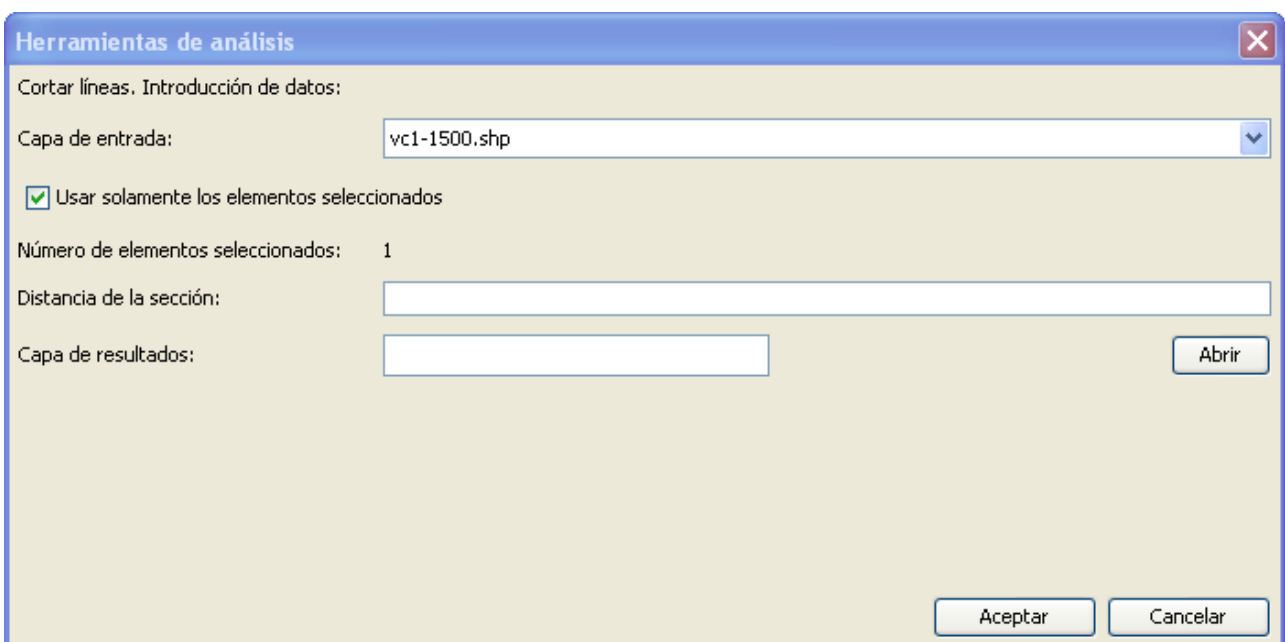 Herramientas de análisis
Cortar líneas. Introducción de datos:
Capa de entrada: vc1-1500.shp
Usar solamente los elementos seleccionados
Número de elementos seleccionados: 1
Distancia de la sección:
Capa de resultados: Abrir
Aceptar Cancelar